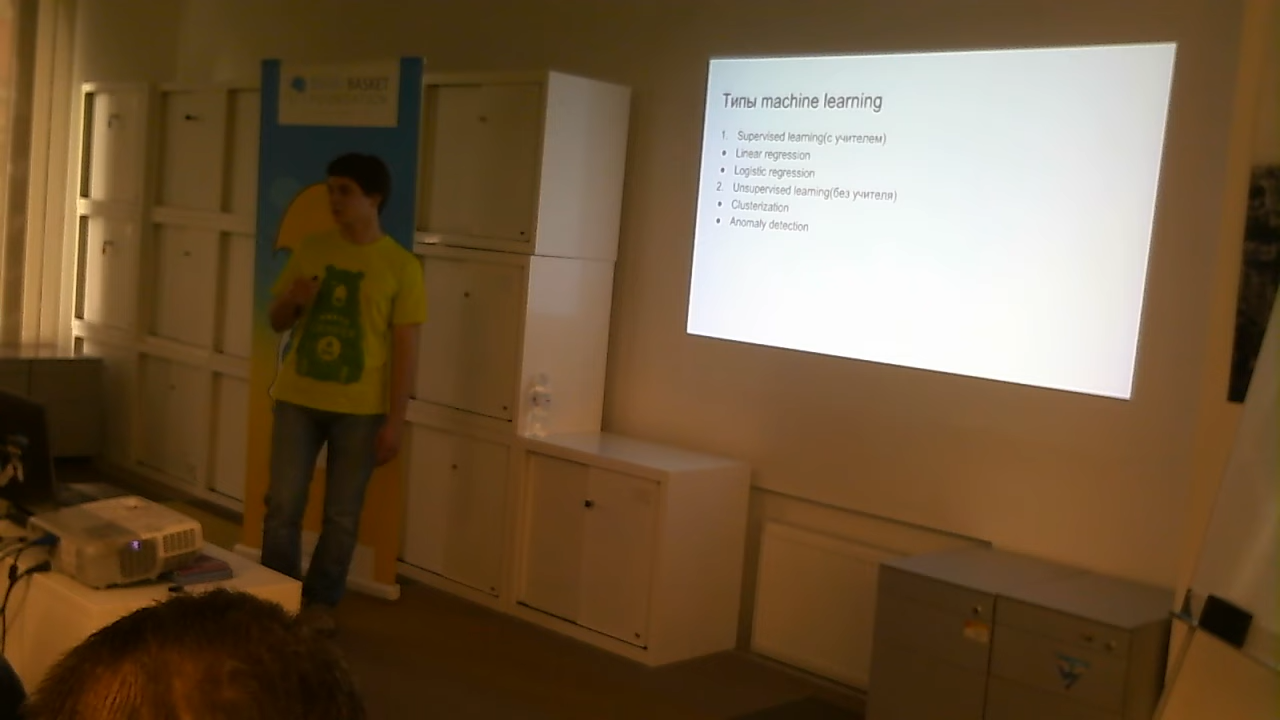 BASKET
Типы machine learning
1. Supervised learning(с учителем)
• Linear regression
• Logistic regression
2. Unsupervised learning(без учителя)
• Clusterization
• Anomaly detection